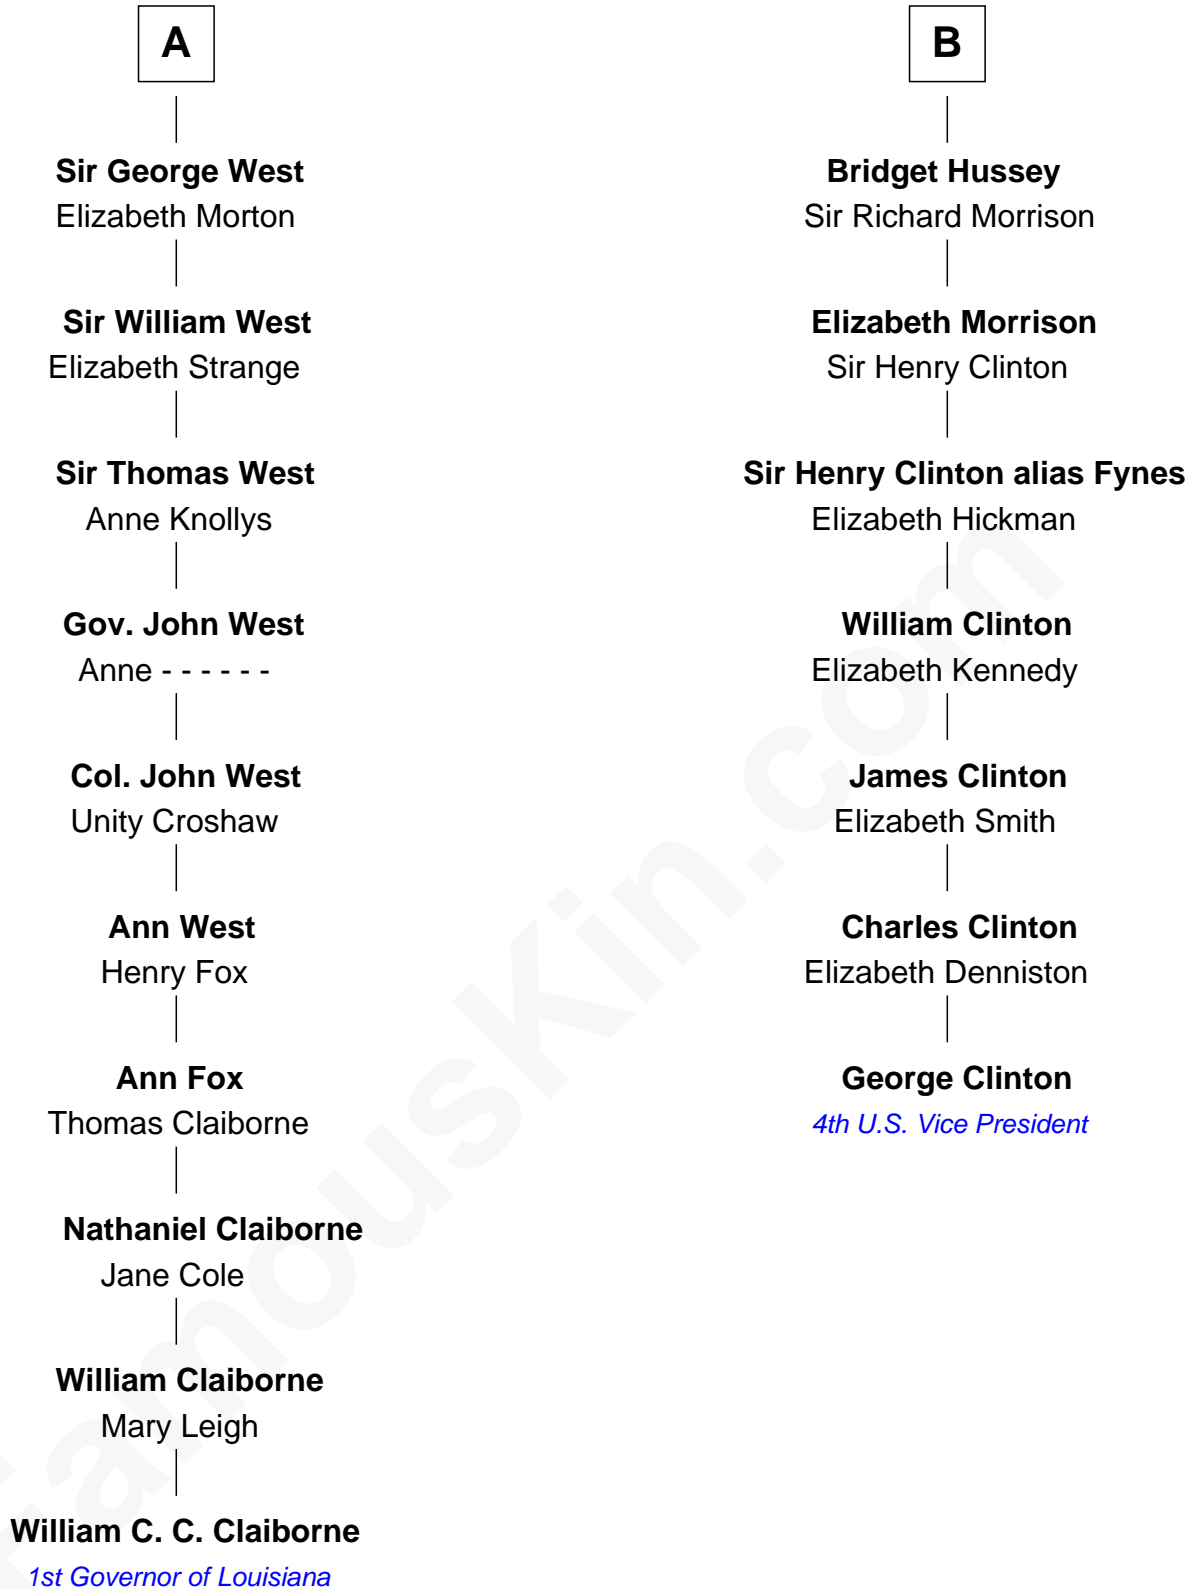 A
Sir George West
Elizabeth Morton
Sir William West
Elizabeth Strange
Sir Thomas West
Anne Knollys
Gov. John West
Anne - - - - - -
Col. John West
Unity Croshaw
Ann West
Henry Fox
Ann Fox
Thomas Claiborne
Nathaniel Claiborne
Jane Cole
William Claiborne
Mary Leigh
William C. C. Claiborne
1st Governor of Louisiana
B
Bridget Hussey
Sir Richard Morrison
Elizabeth Morrison
Sir Henry Clinton
Sir Henry Clinton alias Fynes
Elizabeth Hickman
William Clinton
Elizabeth Kennedy
James Clinton
Elizabeth Smith
Charles Clinton
Elizabeth Denniston
George Clinton
4th U.S. Vice President
FamousKin.com